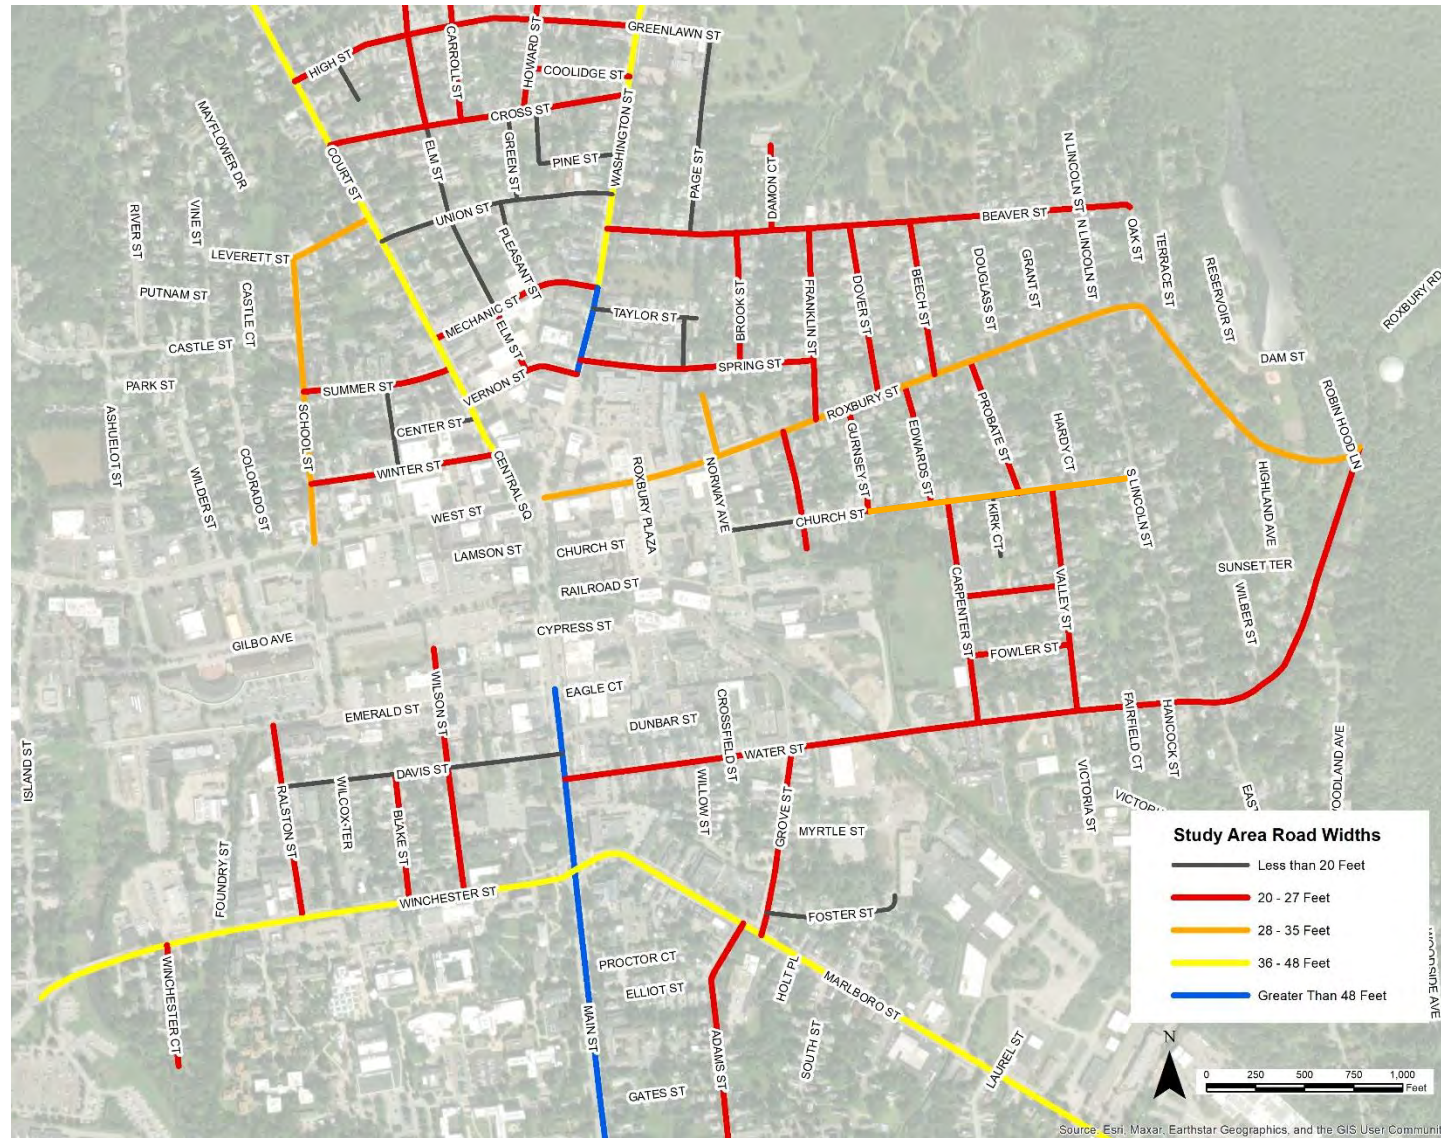 GREENLAWN ST
HIGH ST
CARROLL ST
HOWARD ST
COOLIDGE ST
CROSS ST
WASHINGTON ST
MAYFLOWER DR
COURT ST
ELM ST
GREEN ST
PINE ST
PAGE ST
DAMON CT
N LINCOLN ST
BEAVER ST
N LINCOLN ST
OAK ST
RIVER ST
VINE ST
UNION ST
PLEASANT ST
LEVERETT ST
DOUGLASS ST
GRANT ST
TERRACE ST
RESERVOIR ST
ROXBURY RD
PUTNAM ST
CASTLE CT
MECHANIC ST
TAYLOR ST
BROOK ST
FRANKLIN ST
DOVER ST
BEECH ST
CASTLE ST
ELM ST
DAM ST
PARK ST
SUMMER ST
VERNON ST
SPRING ST
ROXBURY ST
ROBIN HOOD LN
ASHUELOT ST
SCHOOL ST
CENTER ST
GURNSEY ST
EDWARDS ST
PROBATE ST
HARDY CT
WILDER ST
COLORADO ST
WINTER ST
CENTRAL SQ
ROXBURY PLAZA
NORWAY AVE
S LINCOLN ST
HIGHLAND AVE
WEST ST
CHURCH ST
KIRK CT
LAMSON ST
CHURCH ST
RAILROAD ST
SUNSET TER
CARPENTER ST
VALLEY ST
WILBER ST
GILBO AVE
CYPRESS ST
FOWLER ST
WILSON ST
EAGLE CT
EMERALD ST
DUNBAR ST
CROSSFIELD ST
FAIRFIELD CT
HANCOCK ST
ISLAND ST
DAVIS ST
WATER ST
WOODLAND AVE
RALSTON ST
WILCOX TER
BLAKE ST
WILLOW ST
GROVE ST
MYRTLE ST
VICTORIA ST
EAST
FOUNDRY ST
WINCHESTER ST
FOSTER ST
WINCHESTER CT
PROCTOR CT
ELLIOT ST
HOLT PL
MARLBORO ST
MAIN ST
ADAMS ST
SOUTH ST
LAUREL ST
GATES ST
WOODSIDE AVE
Study Area Road Widths
Less than 20 Feet
20 - 27 Feet
28 - 35 Feet
36 - 48 Feet
Greater Than 48 Feet
N
0 250 500 750 1,000
Feet
Source: Esri, Maxar, Earthstar Geographics, and the GIS User Communit